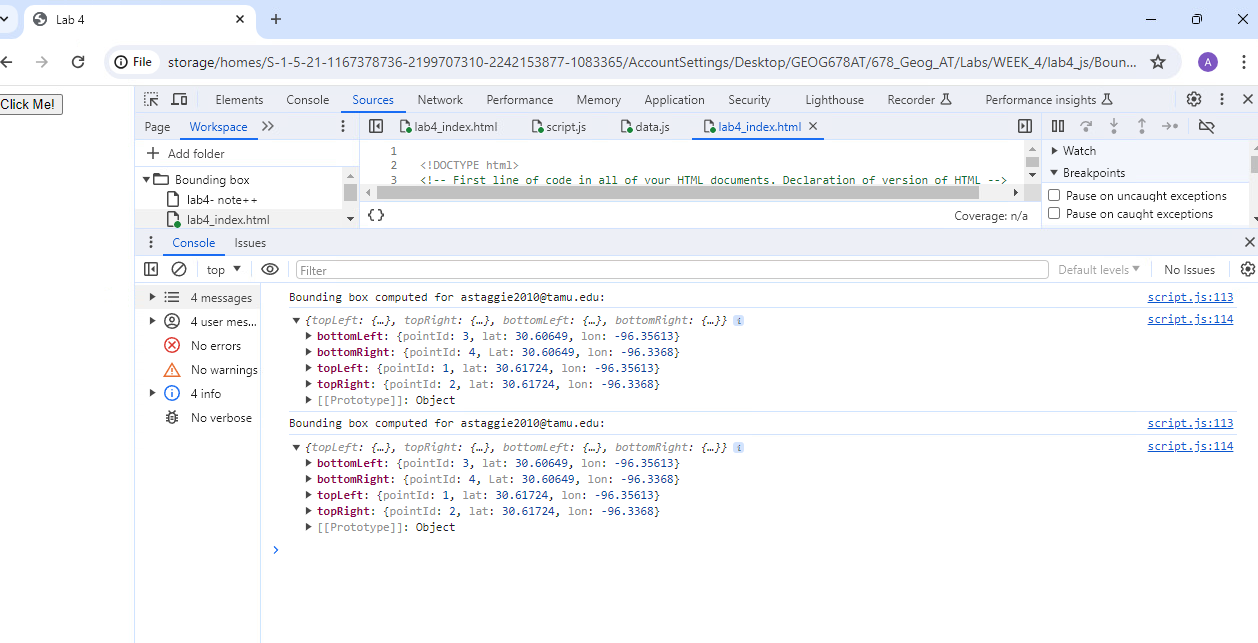 Lab 4
File storage/homes/S-1-5-21-1167378736-2199707310-2242153877-1083365/AccountSettings/Desktop/GEOG678AT/678_Geog_AT/Labs/WEEK_4/lab4_js/Boun... A
Click Me!
Elements Console Sources Network Performance Memory Application Security Lighthouse Recorder Performance insights
Page Workspace lab4_index.html script.js data.js lab4_index.html
Add folder
Bounding box
lab4- note++
lab4_index.html
1
2 <!DOCTYPE html>
3 <!-- First line of code in all of your HTML documents. Declaration of version of HTML -->
{} Coverage: n/a
Watch
Breakpoints
Pause on uncaught exceptions
Pause on caught exceptions
Console Issues
top Filter Default levels No Issues
4 messages
4 user mes...
No errors
No warnings
4 info
No verbose
Bounding box computed for astaggie2010@tamu.edu: script.js:113
{topLeft: {…}, topRight: {…}, bottomLeft: {…}, bottomRight: {…}} i script.js:114
bottomLeft: {pointId: 3, lat: 30.60649, lon: -96.35613}
bottomRight: {pointId: 4, Lat: 30.60649, lon: -96.3368}
topLeft: {pointId: 1, lat: 30.61724, lon: -96.35613}
topRight: {pointId: 2, lat: 30.61724, lon: -96.3368}
[[Prototype]]: Object
Bounding box computed for astaggie2010@tamu.edu: script.js:113
{topLeft: {…}, topRight: {…}, bottomLeft: {…}, bottomRight: {…}} i script.js:114
bottomLeft: {pointId: 3, lat: 30.60649, lon: -96.35613}
bottomRight: {pointId: 4, Lat: 30.60649, lon: -96.3368}
topLeft: {pointId: 1, lat: 30.61724, lon: -96.35613}
topRight: {pointId: 2, lat: 30.61724, lon: -96.3368}
[[Prototype]]: Object